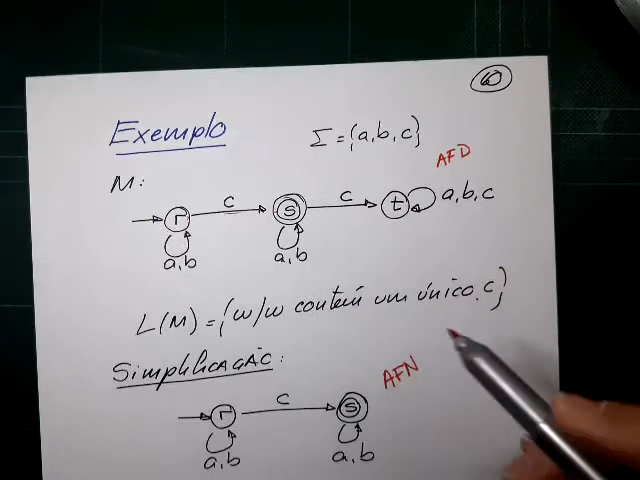 60
Exemplo Σ = {a, b, c}
AFD
M:
c c
r s t a, b, c
a, b a, b
L(M) = {w/w contém um único c}
Simplificação:
AFN
c
r s
a, b a, b